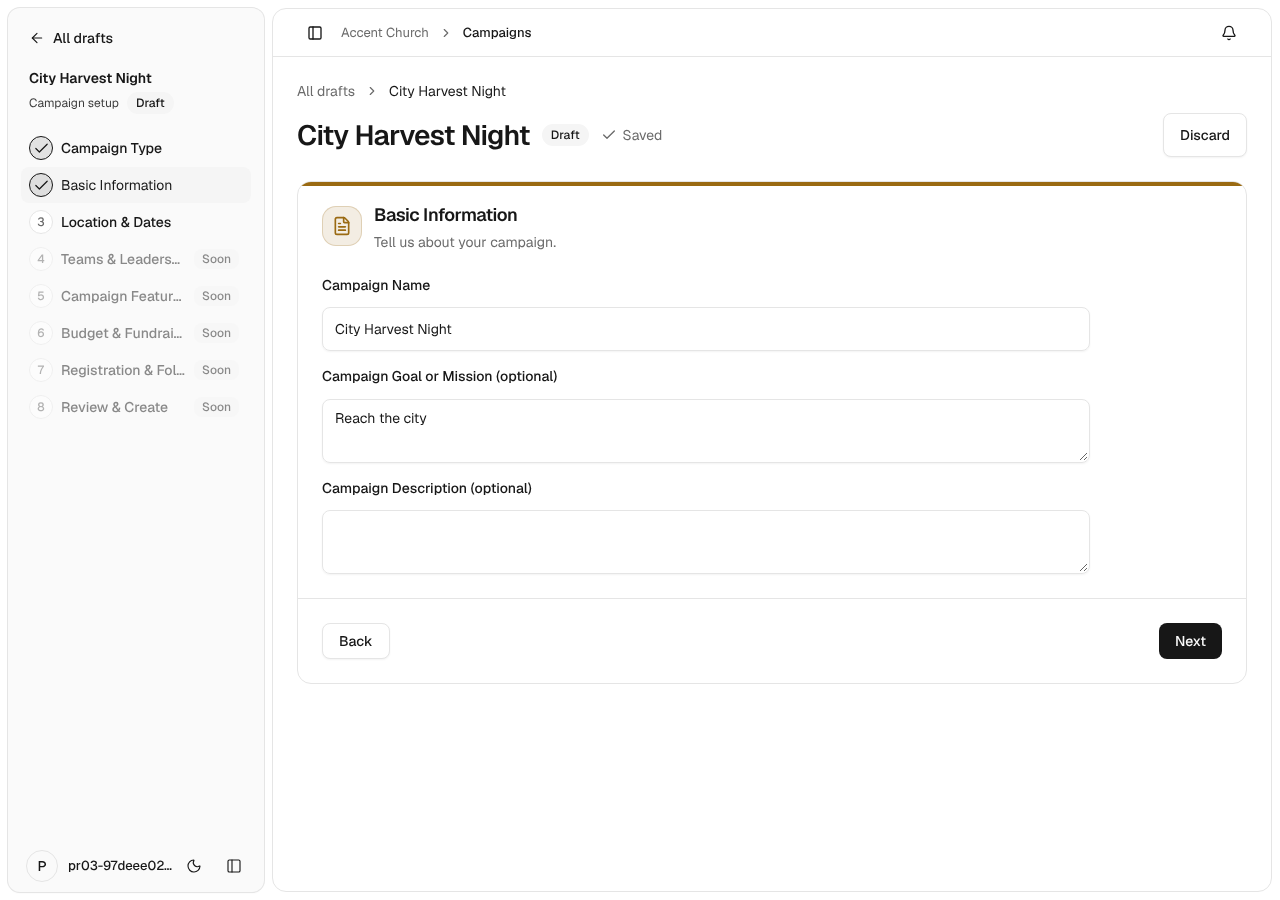 All drafts
City Harvest Night
Campaign setup Draft
Campaign Type
Basic Information
3 Location & Dates
4 Teams & Leaders... Soon
5 Campaign Featur... Soon
6 Budget & Fundrai... Soon
7 Registration & Fol... Soon
8 Review & Create Soon
P pr03-97deee02...
Accent Church > Campaigns
All drafts > City Harvest Night
City Harvest Night Draft Saved
Discard
Basic Information
Tell us about your campaign.
Campaign Name
City Harvest Night
Campaign Goal or Mission (optional)
Reach the city
Campaign Description (optional)
Back
Next